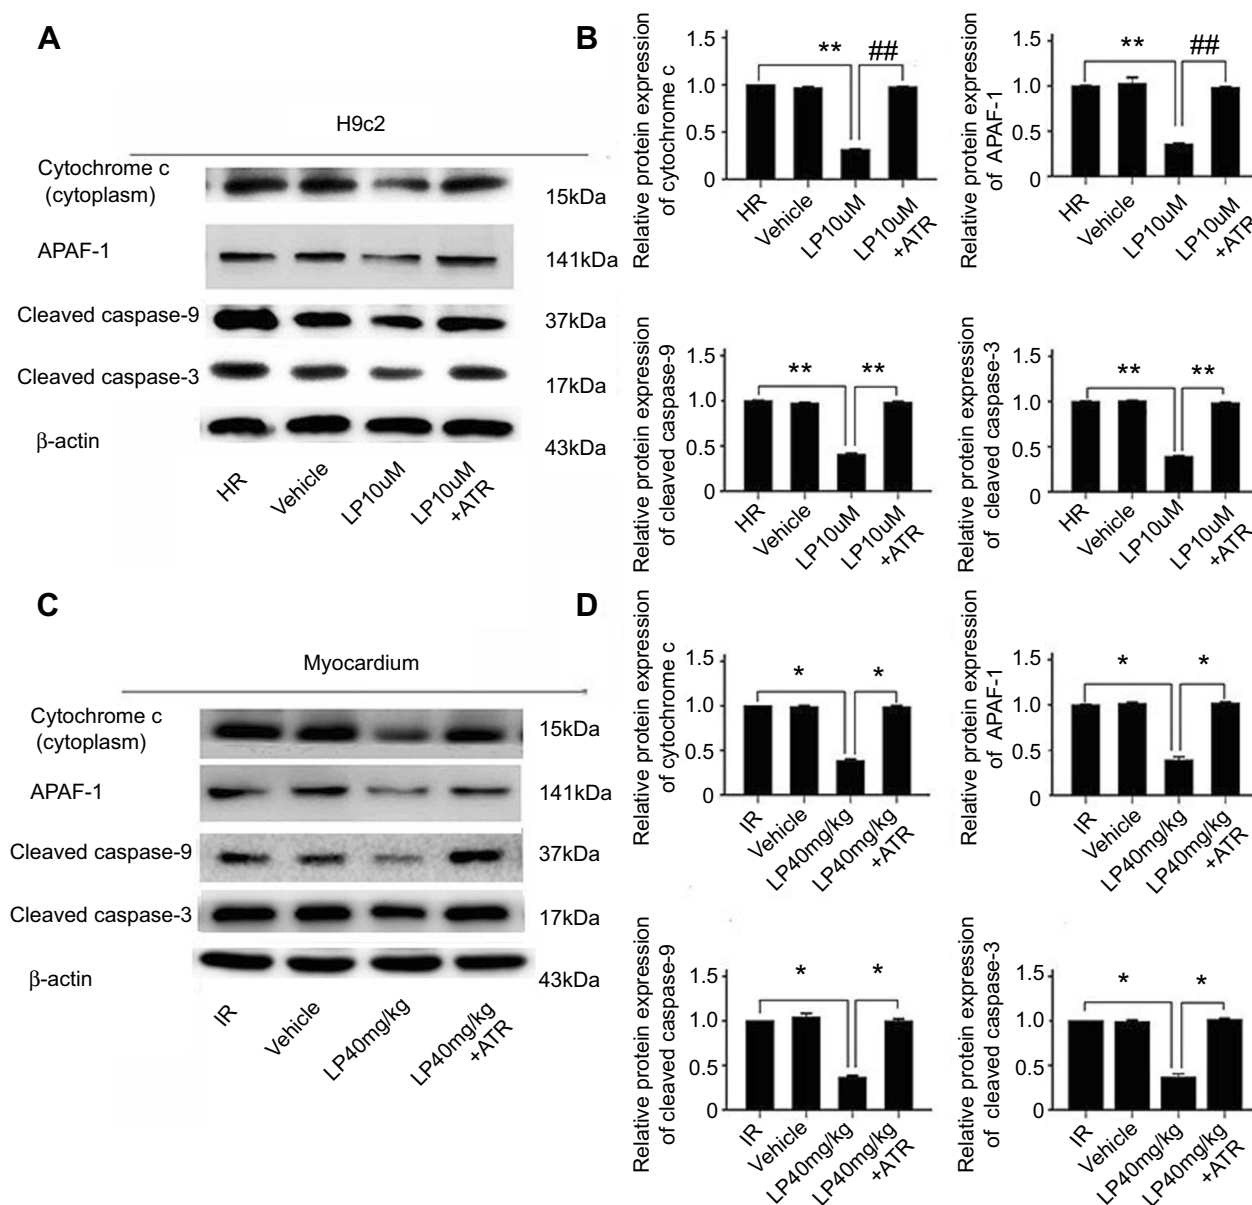 A
H9c2
Cytochrome c
(cytoplasm)
15kDa
APAF-1
141kDa
Cleaved caspase-9
37kDa
Cleaved caspase-3
17kDa
β-actin
43kDa
HR
Vehicle
LP10uM
LP10uM
+ATR
B
Relative protein expression
of cytochrome c
1.5
1.0
0.5
0
**
##
HR
Vehicle
LP10uM
LP10uM
+ATR
Relative protein expression
of APAF-1
1.5
1.0
0.5
0
**
##
HR
Vehicle
LP10uM
LP10uM
+ATR
Relative protein expression
of cleaved caspase-9
1.5
1.0
0.5
0
**
**
HR
Vehicle
LP10uM
LP10uM
+ATR
Relative protein expression
of cleaved caspase-3
1.5
1.0
0.5
0
**
**
HR
Vehicle
LP10uM
LP10uM
+ATR
C
Myocardium
Cytochrome c
(cytoplasm)
15kDa
APAF-1
141kDa
Cleaved caspase-9
37kDa
Cleaved caspase-3
17kDa
β-actin
43kDa
IR
Vehicle
LP40mg/kg
LP40mg/kg
+ATR
D
Relative protein expression
of cytochrome c
1.5
1.0
0.5
0
*
*
IR
Vehicle
LP40mg/kg
LP40mg/kg
+ATR
Relative protein expression
of APAF-1
1.5
1.0
0.5
0
*
*
IR
Vehicle
LP40mg/kg
LP40mg/kg
+ATR
Relative protein expression
of cleaved caspase-9
1.5
1.0
0.5
0
*
*
IR
Vehicle
LP40mg/kg
LP40mg/kg
+ATR
Relative protein expression
of cleaved caspase-3
1.5
1.0
0.5
0
*
*
IR
Vehicle
LP40mg/kg
LP40mg/kg
+ATR